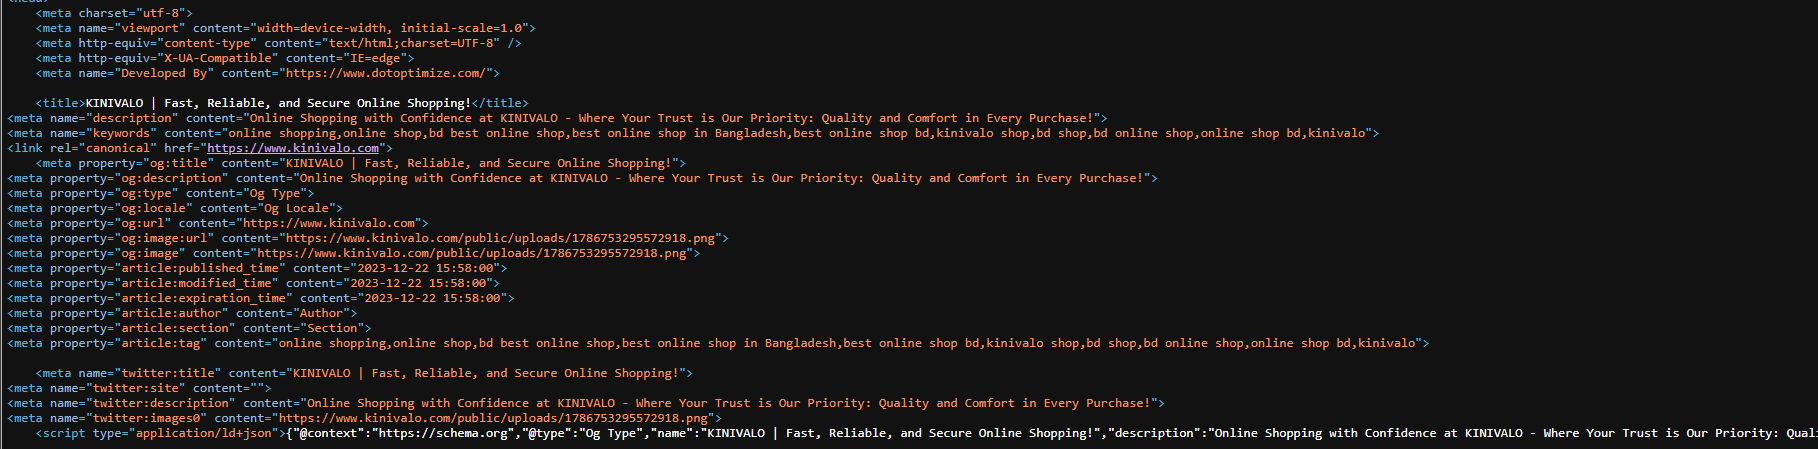 <head>
<meta charset="utf-8">
<meta name="viewport" content="width=device-width, initial-scale=1.0">
<meta http-equiv="content-type" content="text/html;charset=UTF-8" />
<meta http-equiv="X-UA-Compatible" content="IE=edge">
<meta name="Developed By" content="https://www.dotoptimize.com/">
<title>KINIVALO | Fast, Reliable, and Secure Online Shopping!</title>
<meta name="description" content="Online Shopping with Confidence at KINIVALO - Where Your Trust is Our Priority: Quality and Comfort in Every Purchase!">
<meta name="keywords" content="online shopping,online shop,bd best online shop,best online shop in Bangladesh,best online shop bd,kinivalo shop,bd shop,bd online shop,online shop bd,kinivalo">
<link rel="canonical" href="https://www.kinivalo.com">
<meta property="og:title" content="KINIVALO | Fast, Reliable, and Secure Online Shopping!">
<meta property="og:description" content="Online Shopping with Confidence at KINIVALO - Where Your Trust is Our Priority: Quality and Comfort in Every Purchase!">
<meta property="og:type" content="Og Type">
<meta property="og:locale" content="Og Locale">
<meta property="og:url" content="https://www.kinivalo.com">
<meta property="og:image:url" content="https://www.kinivalo.com/public/uploads/1786753295572918.png">
<meta property="og:image" content="https://www.kinivalo.com/public/uploads/1786753295572918.png">
<meta property="article:published_time" content="2023-12-22 15:58:00">
<meta property="article:modified_time" content="2023-12-22 15:58:00">
<meta property="article:expiration_time" content="2023-12-22 15:58:00">
<meta property="article:author" content="Author">
<meta property="article:section" content="Section">
<meta property="article:tag" content="online shopping,online shop,bd best online shop,best online shop in Bangladesh,best online shop bd,kinivalo shop,bd shop,bd online shop,online shop bd,kinivalo">
<meta name="twitter:title" content="KINIVALO | Fast, Reliable, and Secure Online Shopping!">
<meta name="twitter:site" content="">
<meta name="twitter:description" content="Online Shopping with Confidence at KINIVALO - Where Your Trust is Our Priority: Quality and Comfort in Every Purchase!">
<meta name="twitter:images0" content="https://www.kinivalo.com/public/uploads/1786753295572918.png">
<script type="application/ld+json">{"@context":"https://schema.org","@type":"Og Type","name":"KINIVALO | Fast, Reliable, and Secure Online Shopping!","description":"Online Shopping with Confidence at KINIVALO - Where Your Trust is Our Priority: Quali